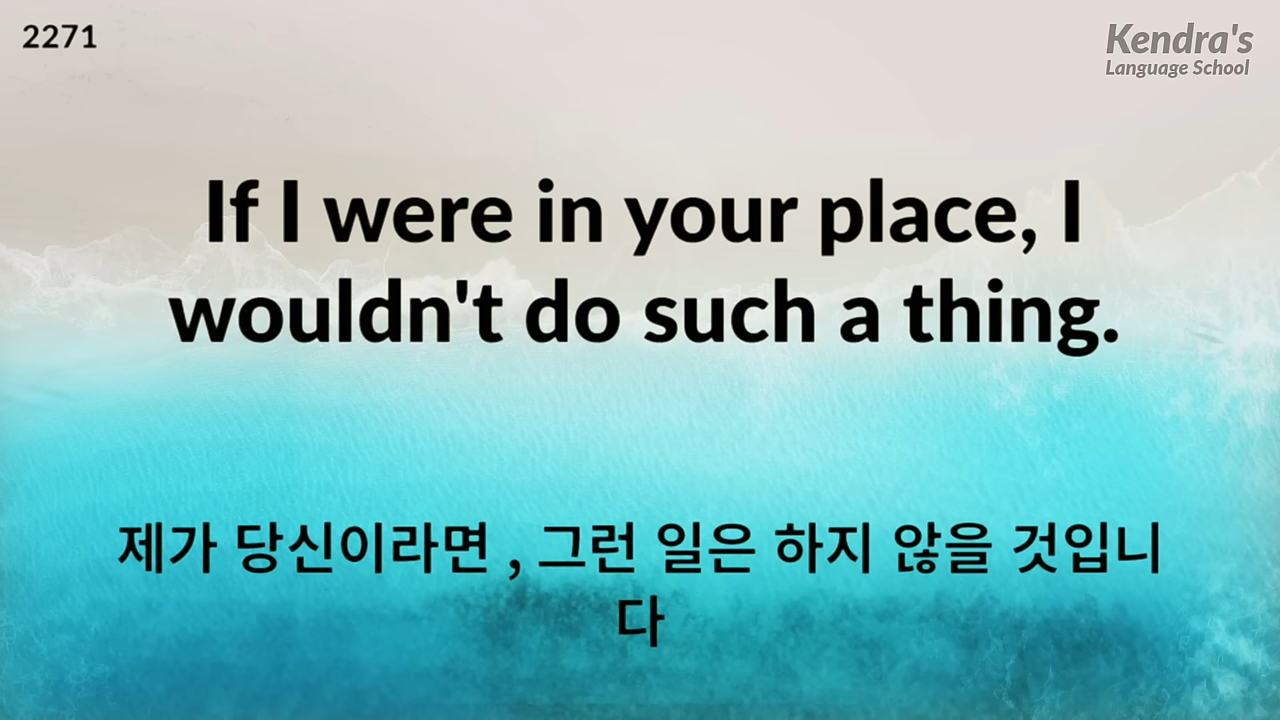 2271
Kendra's
Language School
If I were in your place, I
wouldn't do such a thing.
제가 당신이라면 , 그런 일은 하지 않을 것입니
다